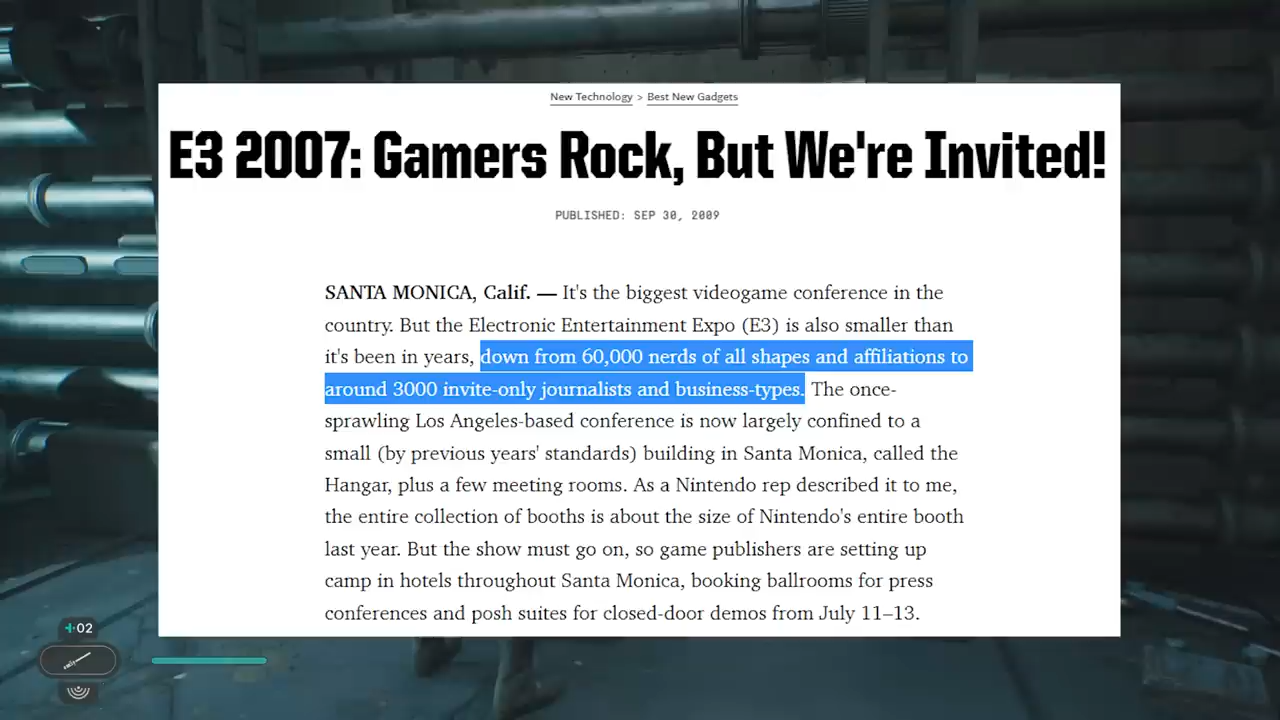 New Technology > Best New Gadgets
E3 2007: Gamers Rock, But We're Invited!
PUBLISHED: SEP 30, 2009
SANTA MONICA, Calif. — It's the biggest videogame conference in the
country. But the Electronic Entertainment Expo (E3) is also smaller than
it's been in years, down from 60,000 nerds of all shapes and affiliations to
around 3000 invite-only journalists and business-types. The once-
sprawling Los Angeles-based conference is now largely confined to a
small (by previous years' standards) building in Santa Monica, called the
Hangar, plus a few meeting rooms. As a Nintendo rep described it to me,
the entire collection of booths is about the size of Nintendo's entire booth
last year. But the show must go on, so game publishers are setting up
camp in hotels throughout Santa Monica, booking ballrooms for press
conferences and posh suites for closed-door demos from July 11–13.
+02